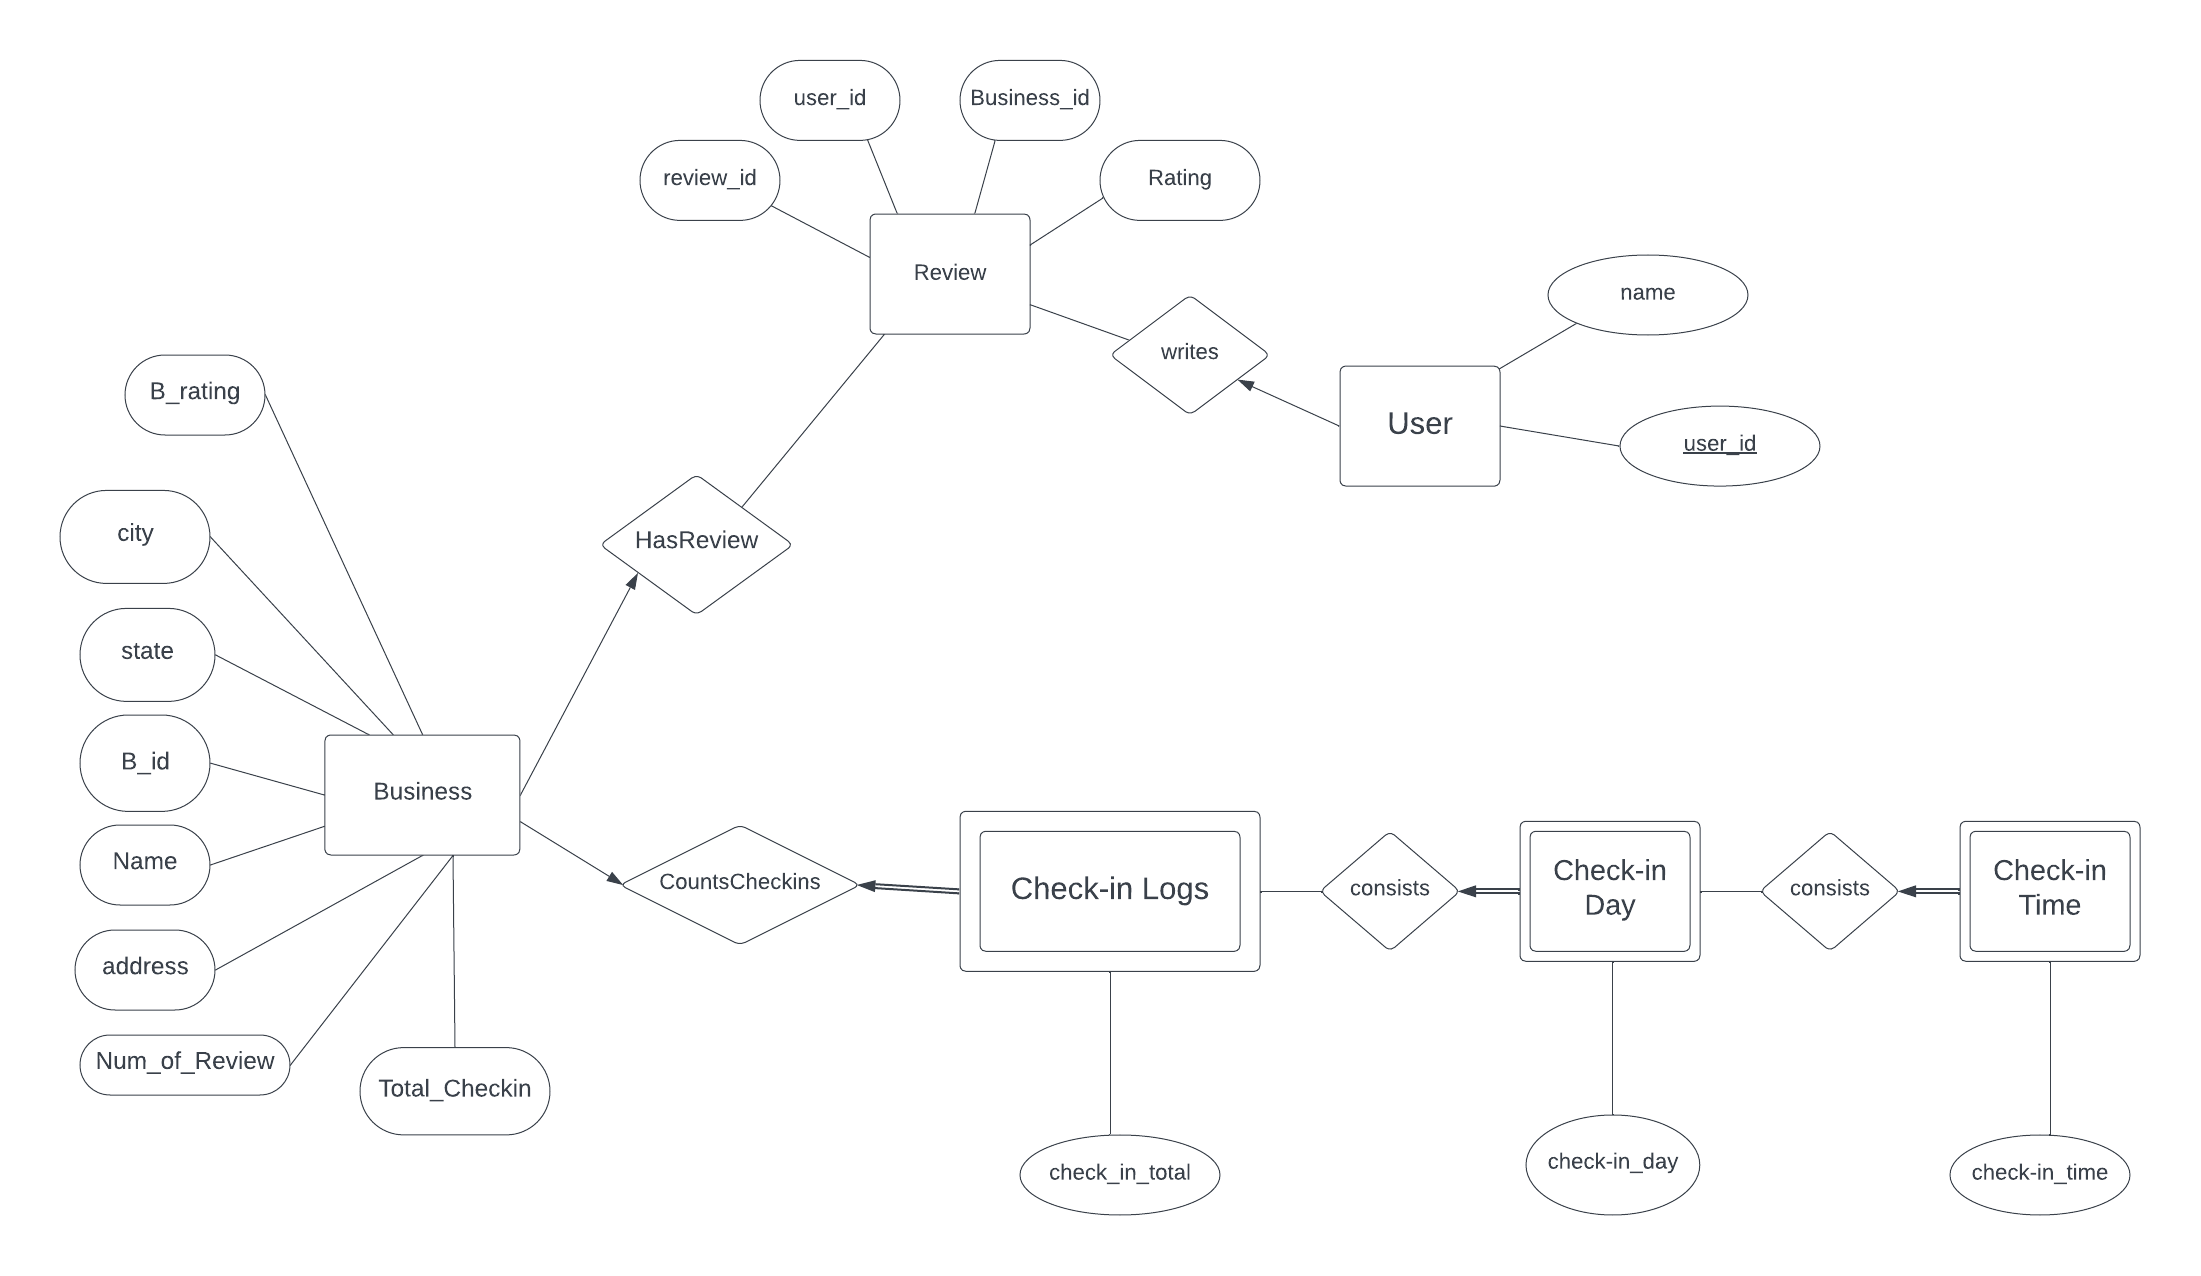 user_id
Business_id
review_id
Rating
Review
name
writes
User
user_id
B_rating
city
HasReview
state
B_id
Business
Name
CountsCheckins
Check-in Logs
consists
Check-in
Day
consists
Check-in
Time
address
Num_of_Review
Total_Checkin
check_in_total
check-in_day
check-in_time